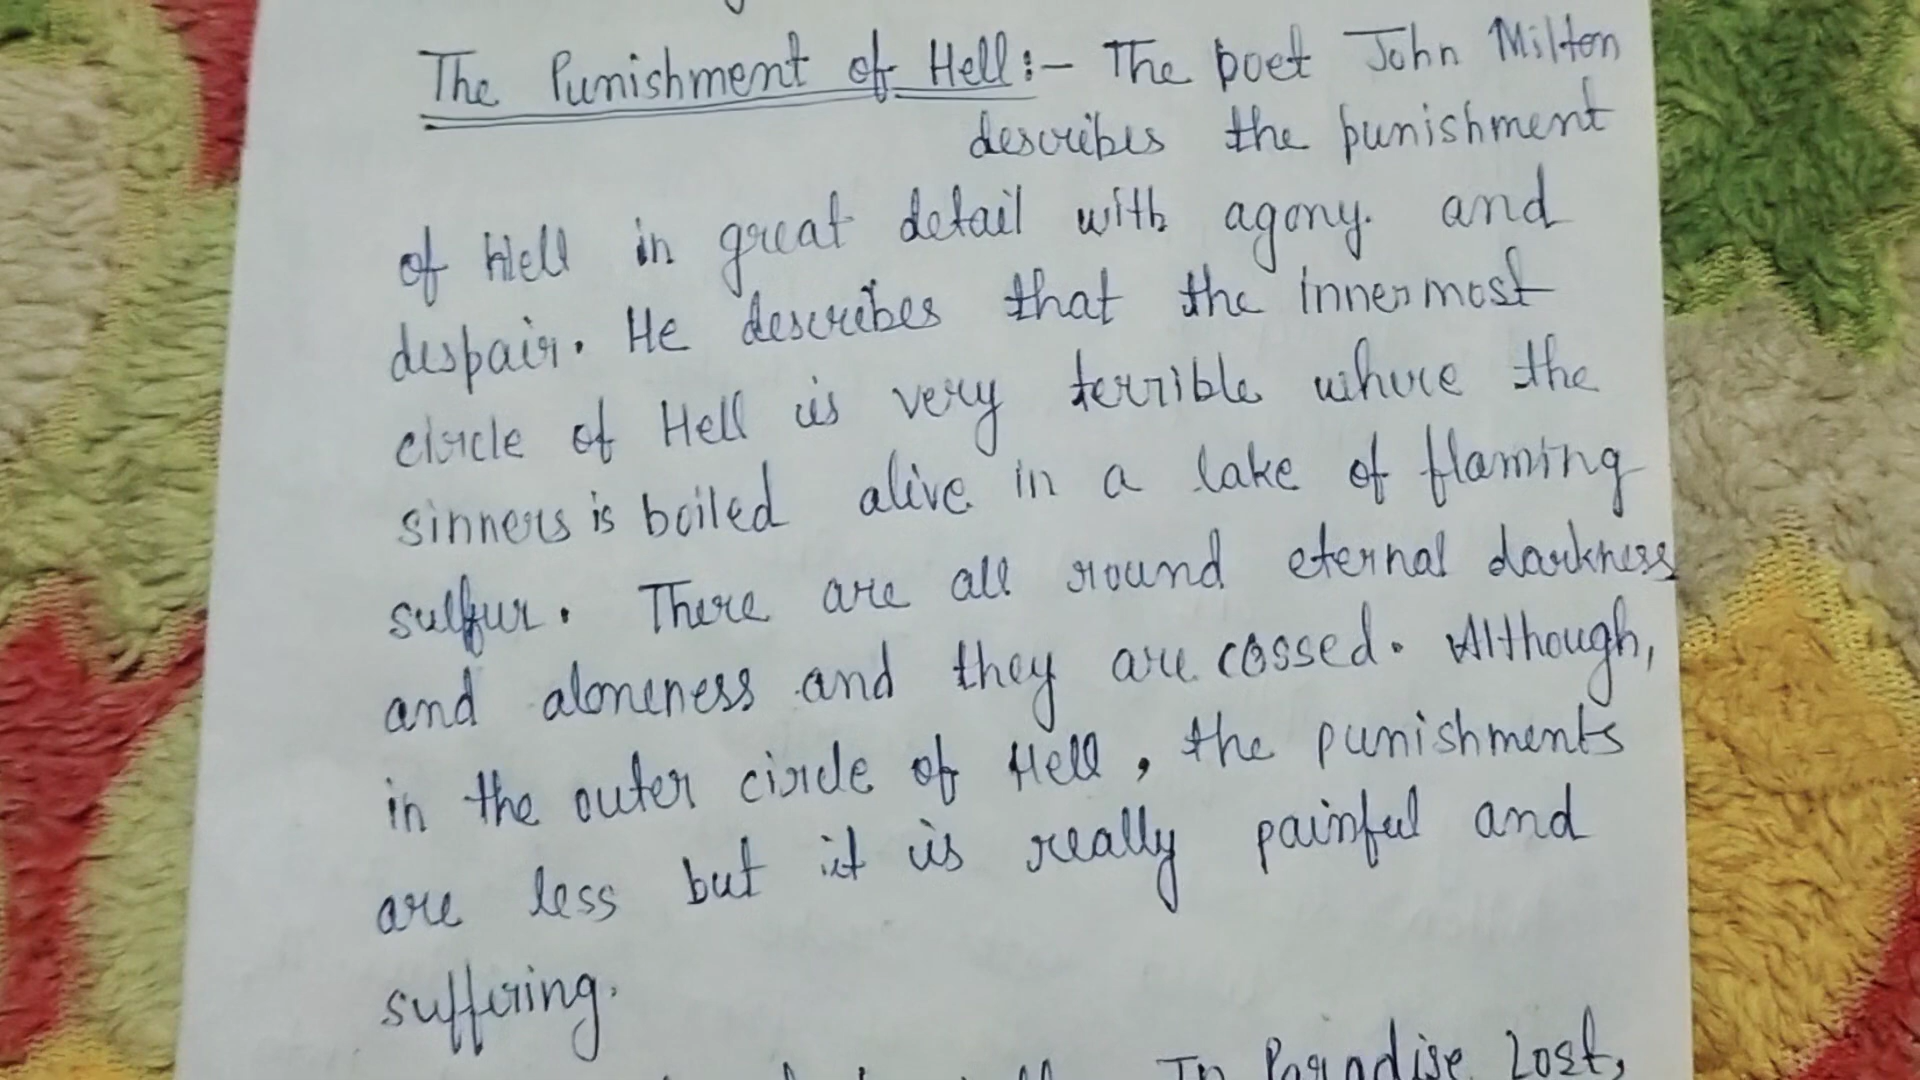 The Punishment of Hell:- The poet John Milton
describes the punishment
of Hell in great detail with agony. and
despair. He describes that the innermost
circle of Hell is very terrible where the
sinners is boiled alive in a lake of flaming
sulfur. There are all round eternal darkness
and aloneness and they are cossed. Although,
in the outer circle of Hell, the punishments
are less but it is really painful and
suffering.
In Paradise Lost,